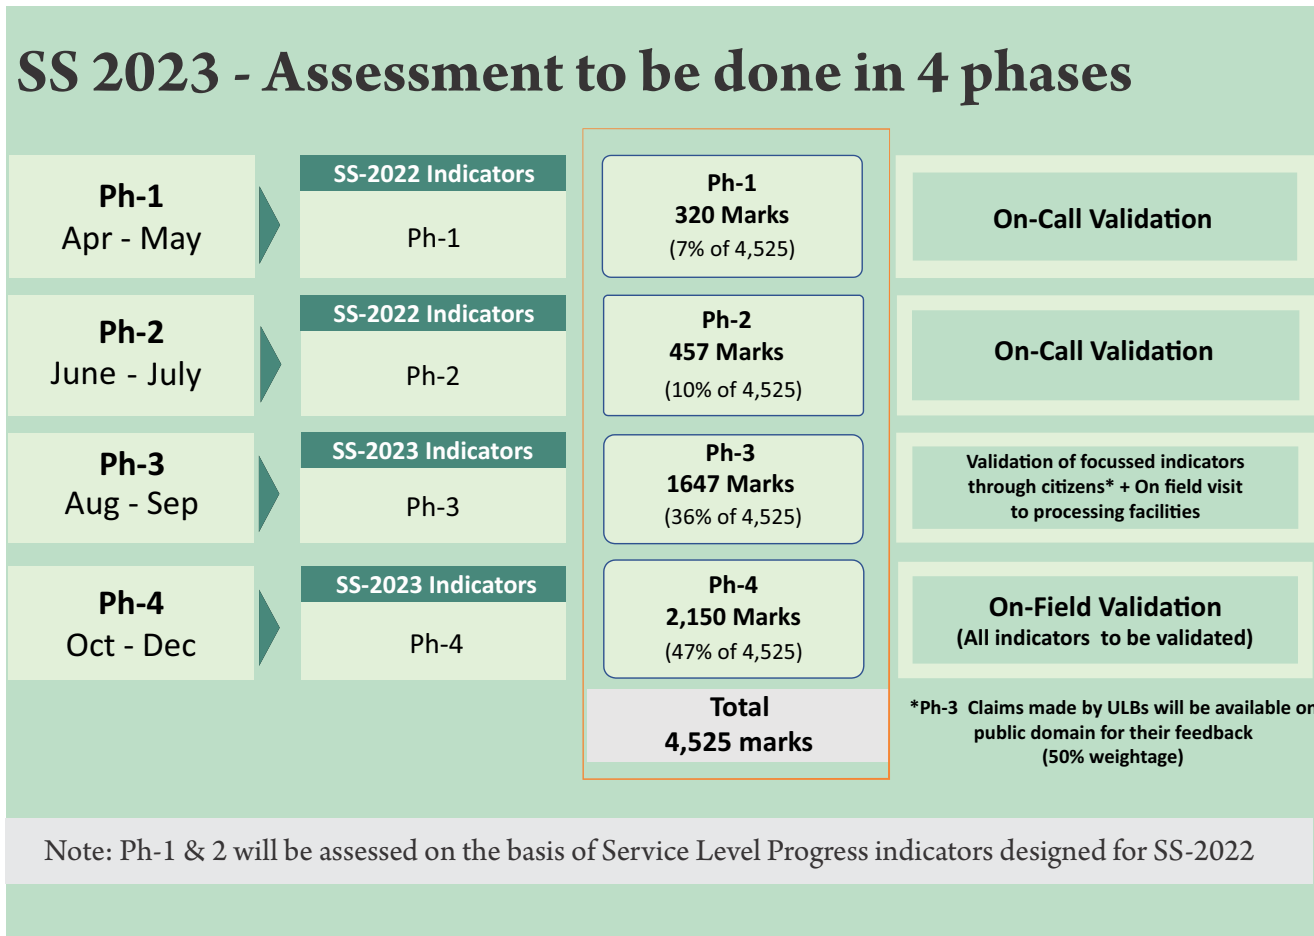 SS 2023 - Assessment to be done in 4 phases
Ph-1
Apr - May
SS-2022 Indicators
Ph-1
Ph-1
320 Marks
(7% of 4,525)
On-Call Validation
Ph-2
June - July
SS-2022 Indicators
Ph-2
Ph-2
457 Marks
(10% of 4,525)
On-Call Validation
Ph-3
Aug - Sep
SS-2023 Indicators
Ph-3
Ph-3
1647 Marks
(36% of 4,525)
Validation of focussed indicators
through citizens* + On field visit
to processing facilities
Ph-4
Oct - Dec
SS-2023 Indicators
Ph-4
Ph-4
2,150 Marks
(47% of 4,525)
On-Field Validation
(All indicators to be validated)
Total
4,525 marks
*Ph-3 Claims made by ULBs will be available on
public domain for their feedback
(50% weightage)
Note: Ph-1 & 2 will be assessed on the basis of Service Level Progress indicators designed for SS-2022